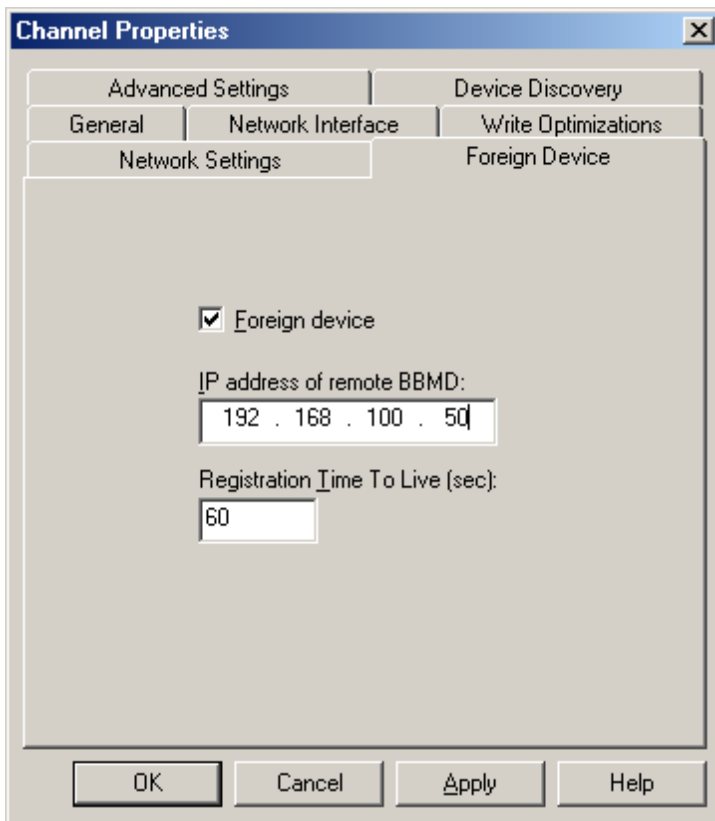 Channel Properties
Advanced Settings Device Discovery
General Network Interface Write Optimizations
Network Settings Foreign Device
Foreign device
IP address of remote BBMD:
192 . 168 . 100 . 50
Registration Time To Live (sec):
60
OK Cancel Apply Help